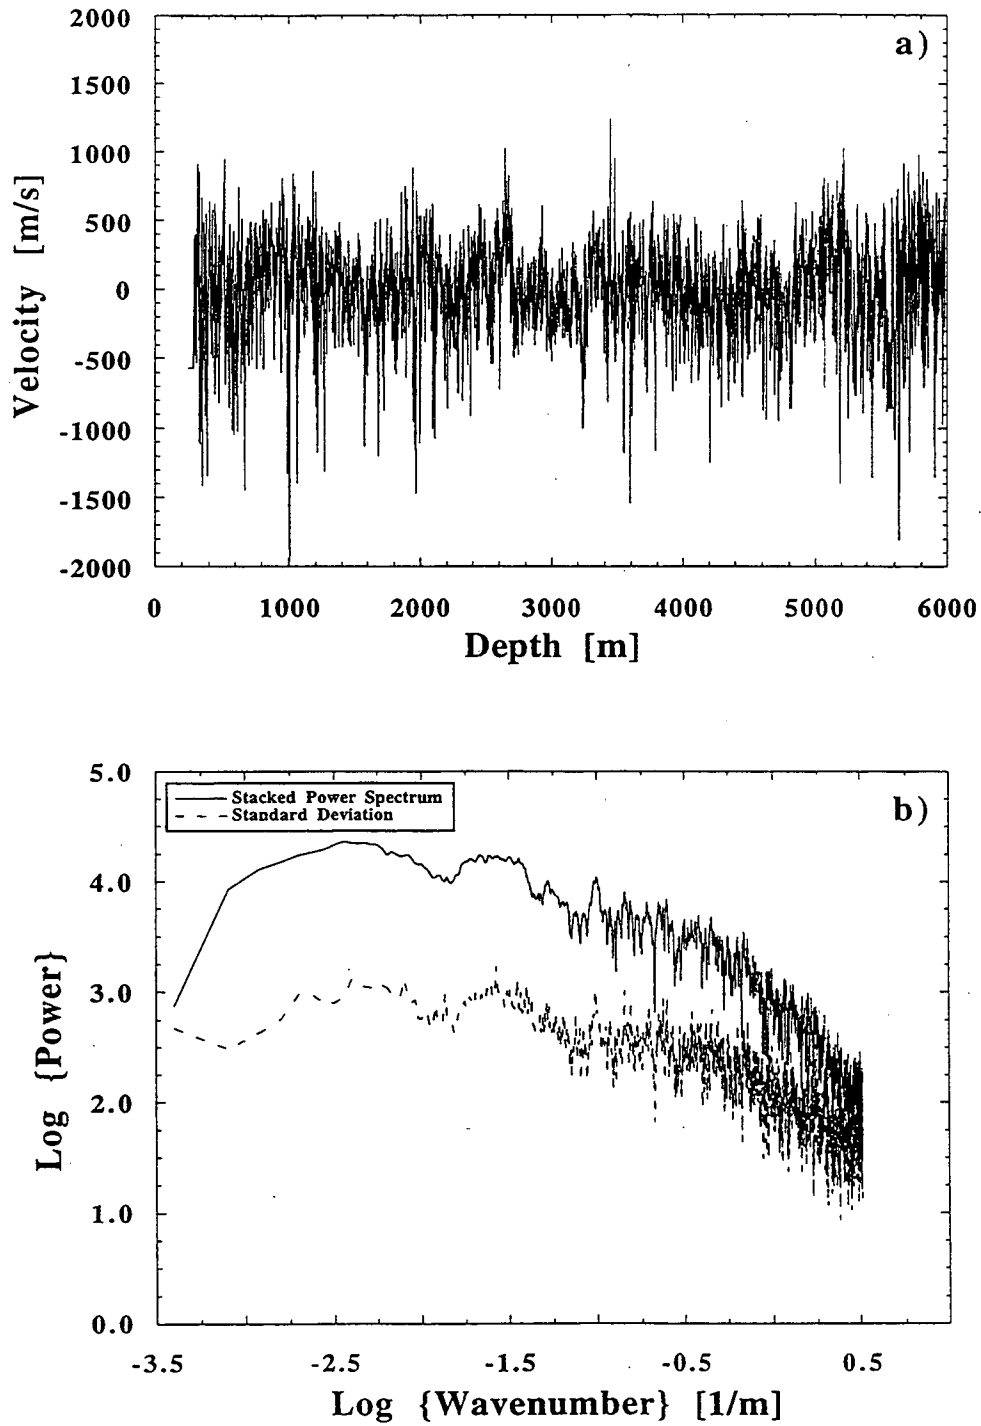 a)
2000
1500
1000
500
0
-500
-1000
-1500
-2000
Velocity [m/s]
0 1000 2000 3000 4000 5000 6000
Depth [m]
b)
Stacked Power Spectrum
Standard Deviation
5.0
4.0
3.0
2.0
1.0
0.0
Log {Power}
-3.5 -2.5 -1.5 -0.5 0.5
Log {Wavenumber} [1/m]